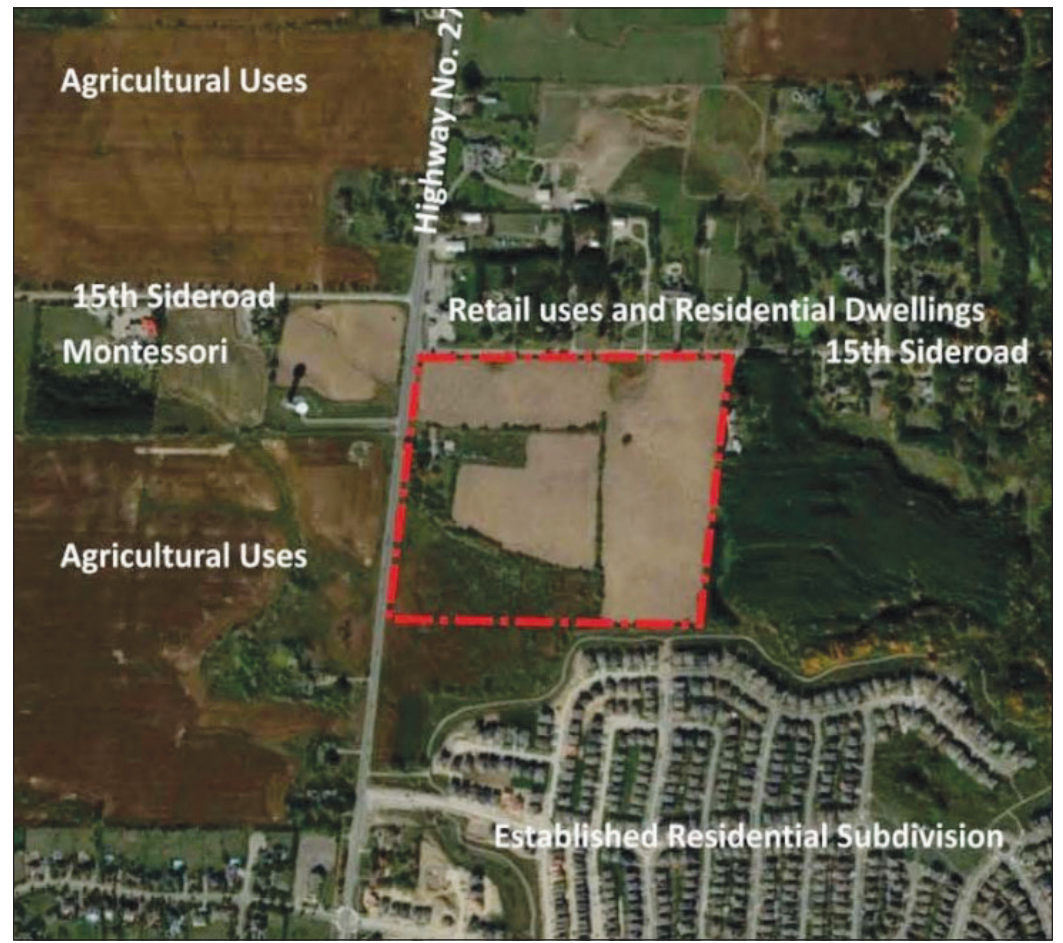 Agricultural Uses
Highway No. 27
15th Sideroad
Retail uses and Residential Dwellings
Montessori
15th Sideroad
Agricultural Uses
Established Residential Subdivision